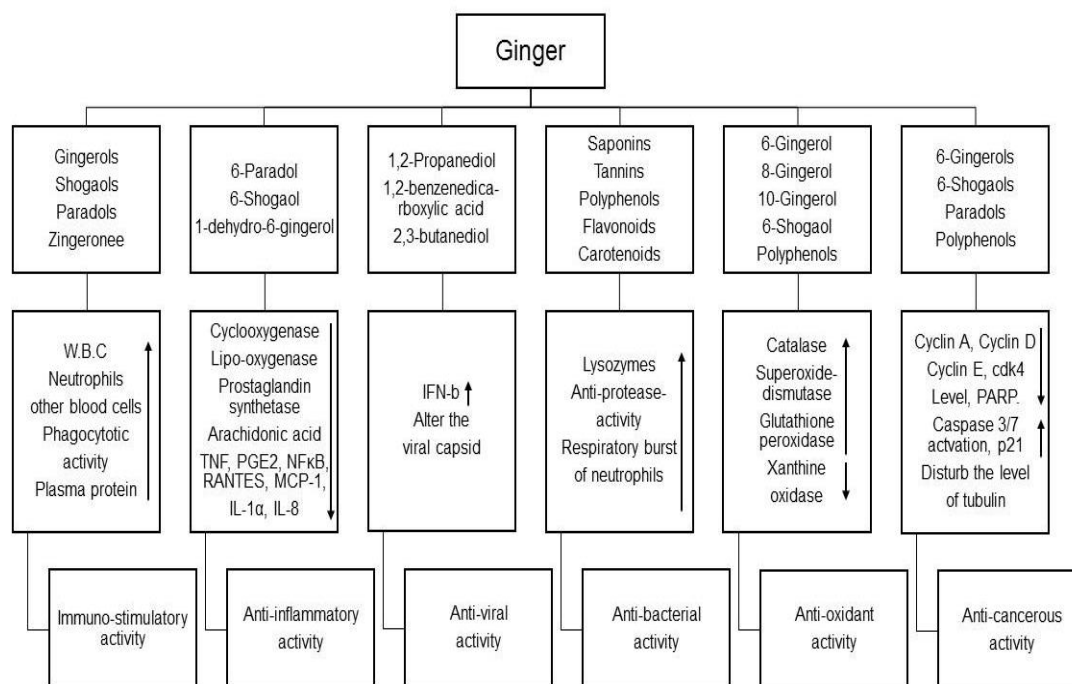 Ginger
Gingerols
Shogaols
Paradols
Zingeronee
6-Paradol
6-Shogaol
1-dehydro-6-gingerol
1,2-Propanediol
1,2-benzenedica-
rboxylic acid
2,3-butanediol
Saponins
Tannins
Polyphenols
Flavonoids
Carotenoids
6-Gingerol
8-Gingerol
10-Gingerol
6-Shogaol
Polyphenols
6-Gingerols
6-Shogaols
Paradols
Polyphenols
W.B.C
Neutrophils
other blood cells
Phagocytotic
activity
Plasma protein
Cyclooxygenase
Lipo-oxygenase
Prostaglandin
synthetase
Arachidonic acid
TNF, PGE2, NFκB,
RANTES, MCP-1,
IL-1α, IL-8
IFN-b
Alter the
viral capsid
Lysozymes
Anti-protease-
activity
Respiratory burst
of neutrophils
Catalase
Superoxide-
dismutase
Glutathione
peroxidase
Xanthine
oxidase
Cyclin A, Cyclin D
Cyclin E, cdk4
Level, PARP.
Caspase 3/7
actvation, p21
Disturb the level
of tubulin
Immuno-stimulatory
activity
Anti-inflammatory
activity
Anti-viral
activity
Anti-bacterial
activity
Anti-oxidant
activity
Anti-cancerous
activity